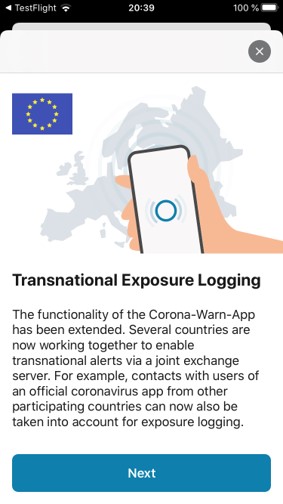 ◀ TestFlight 20:39 100 %
Transnational Exposure Logging
The functionality of the Corona-Warn-App
has been extended. Several countries are
now working together to enable
transnational alerts via a joint exchange
server. For example, contacts with users of
an official coronavirus app from other
participating countries can now also be
taken into account for exposure logging.
Next